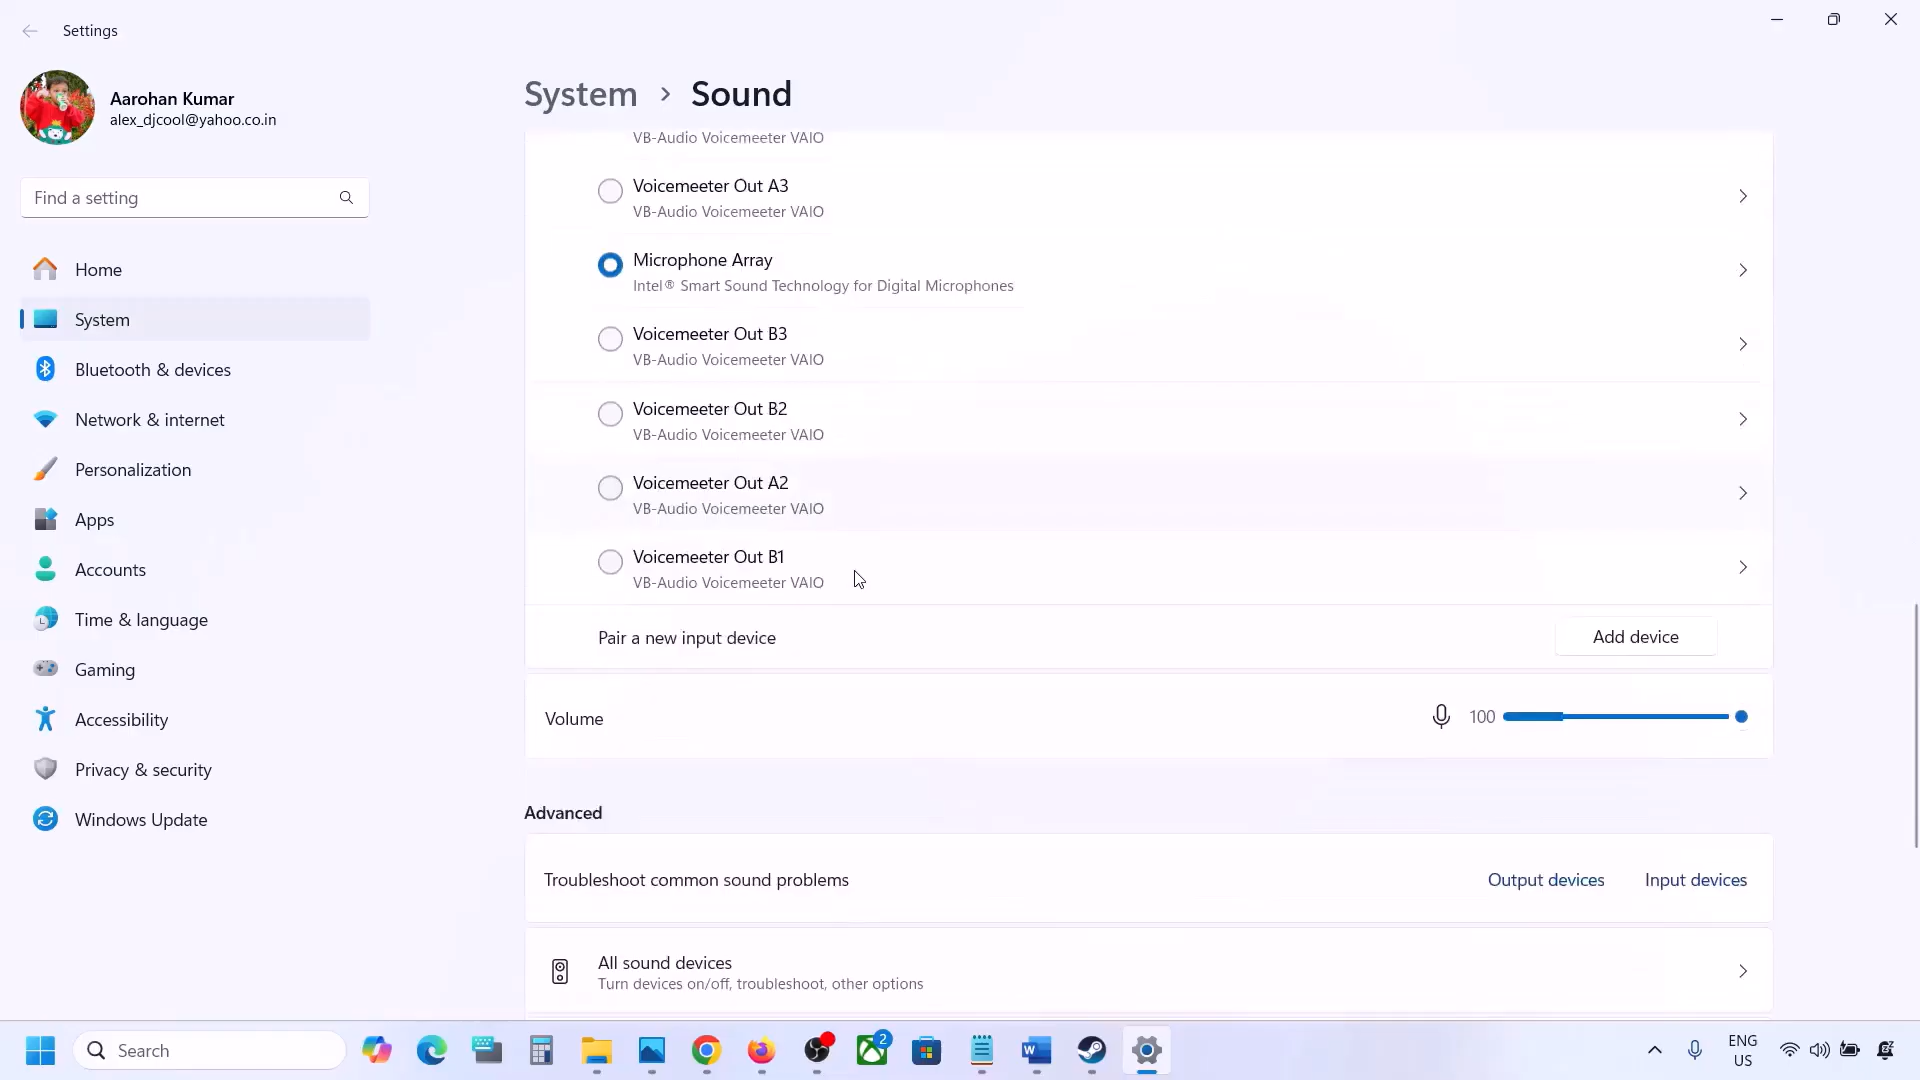 Settings
Aarohan Kumar
alex_djcool@yahoo.co.in
Find a setting
Home
System
Bluetooth & devices
Network & internet
Personalization
Apps
Accounts
Time & language
Gaming
Accessibility
Privacy & security
Windows Update
System > Sound
VB-Audio Voicemeeter VAIO
Voicemeeter Out A3
VB-Audio Voicemeeter VAIO
Microphone Array
Intel® Smart Sound Technology for Digital Microphones
Voicemeeter Out B3
VB-Audio Voicemeeter VAIO
Voicemeeter Out B2
VB-Audio Voicemeeter VAIO
Voicemeeter Out A2
VB-Audio Voicemeeter VAIO
Voicemeeter Out B1
VB-Audio Voicemeeter VAIO
Pair a new input device
Add device
Volume
100
Advanced
Troubleshoot common sound problems
Output devices
Input devices
All sound devices
Turn devices on/off, troubleshoot, other options
Search
2
ENG
US